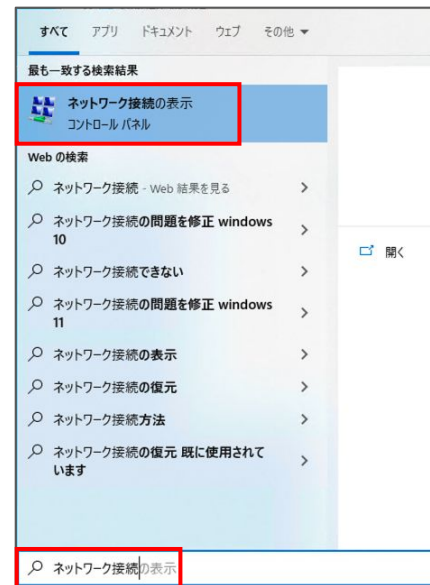 すべて アプリ ドキュメント ウェブ その他 ▼
最も一致する検索結果
ネットワーク接続の表示
コントロール パネル
Web の検索
ネットワーク接続 - Web 結果を見る
ネットワーク接続の問題を修正 windows
10
開く
ネットワーク接続できない
ネットワーク接続の問題を修正 windows
11
ネットワーク接続の表示
ネットワーク接続の復元
ネットワーク接続方法
ネットワーク接続の復元 既に使用されて
います
ネットワーク接続の表示